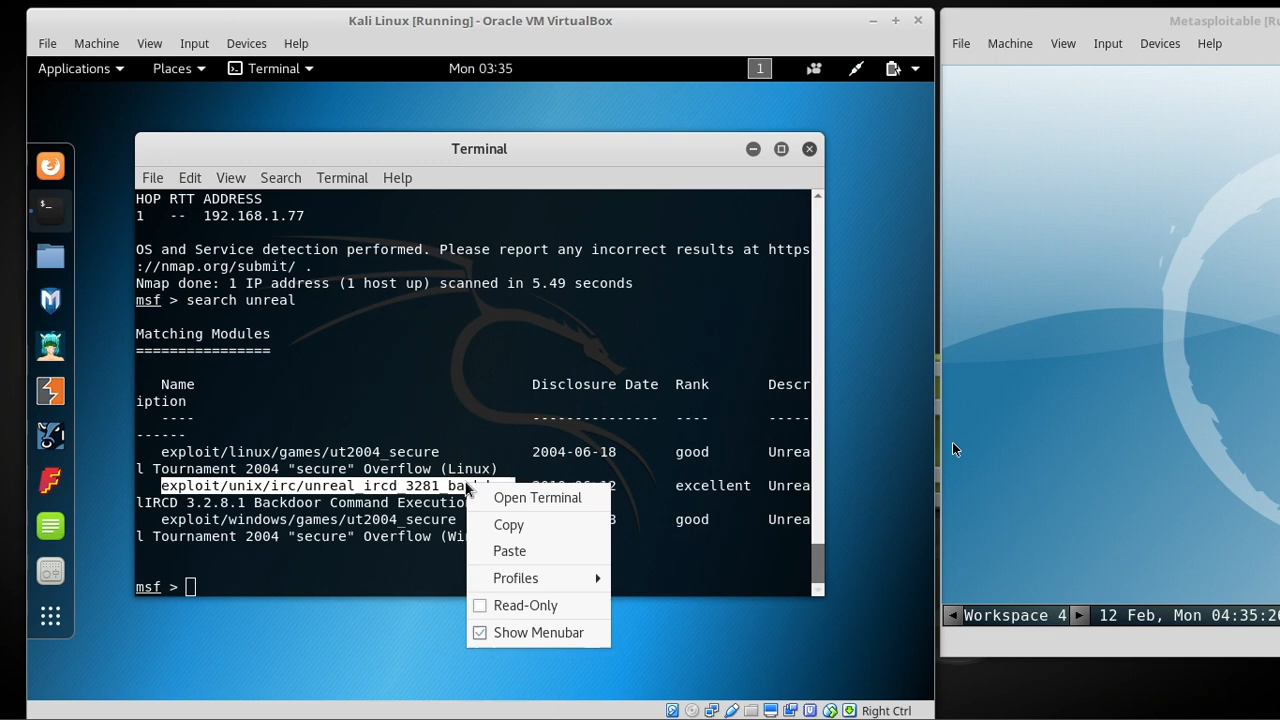 Kali Linux [Running] - Oracle VM VirtualBox
File Machine View Input Devices Help
Applications Places Terminal Mon 03:35 1
Terminal
File Edit View Search Terminal Help
HOP RTT ADDRESS
1 -- 192.168.1.77
OS and Service detection performed. Please report any incorrect results at https
://nmap.org/submit/ .
Nmap done: 1 IP address (1 host up) scanned in 5.49 seconds
msf > search unreal
Matching Modules
================
Name Disclosure Date Rank Descr
iption
---- --------------- ---- -----
------
exploit/linux/games/ut2004_secure 2004-06-18 good Unrea
l Tournament 2004 "secure" Overflow (Linux)
exploit/unix/irc/unreal_ircd_3281_ excellent Unrea
lIRCD 3.2.8.1 Backdoor Command Executio
exploit/windows/games/ut2004_secure 8 good Unrea
l Tournament 2004 "secure" Overflow (Wi
msf >
Open Terminal
Copy
Paste
Profiles
Read-Only
Show Menubar
Right Ctrl
Metasploitable [Ru
File Machine View Input Devices Help
Workspace 4 12 Feb, Mon 04:35:2